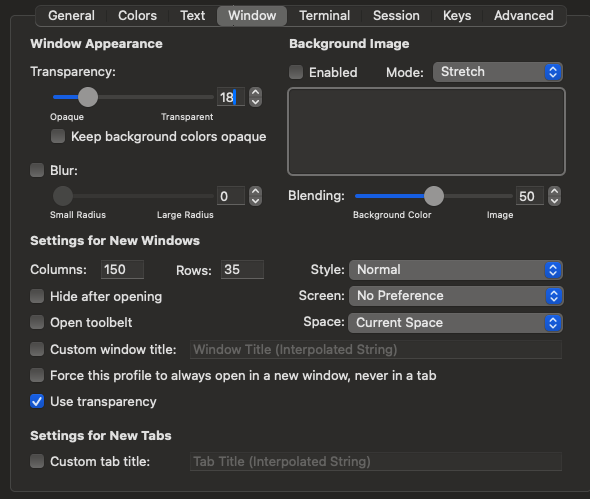 General Colors Text Window Terminal Session Keys Advanced
Window Appearance
Background Image
Transparency:
Enabled Mode: Stretch
18
Opaque Transparent
Keep background colors opaque
Blur:
0
Small Radius Large Radius
Blending: 50
Background Color Image
Settings for New Windows
Columns: 150 Rows: 35 Style: Normal
Hide after opening Screen: No Preference
Open toolbelt Space: Current Space
Custom window title: Window Title (Interpolated String)
Force this profile to always open in a new window, never in a tab
Use transparency
Settings for New Tabs
Custom tab title: Tab Title (Interpolated String)